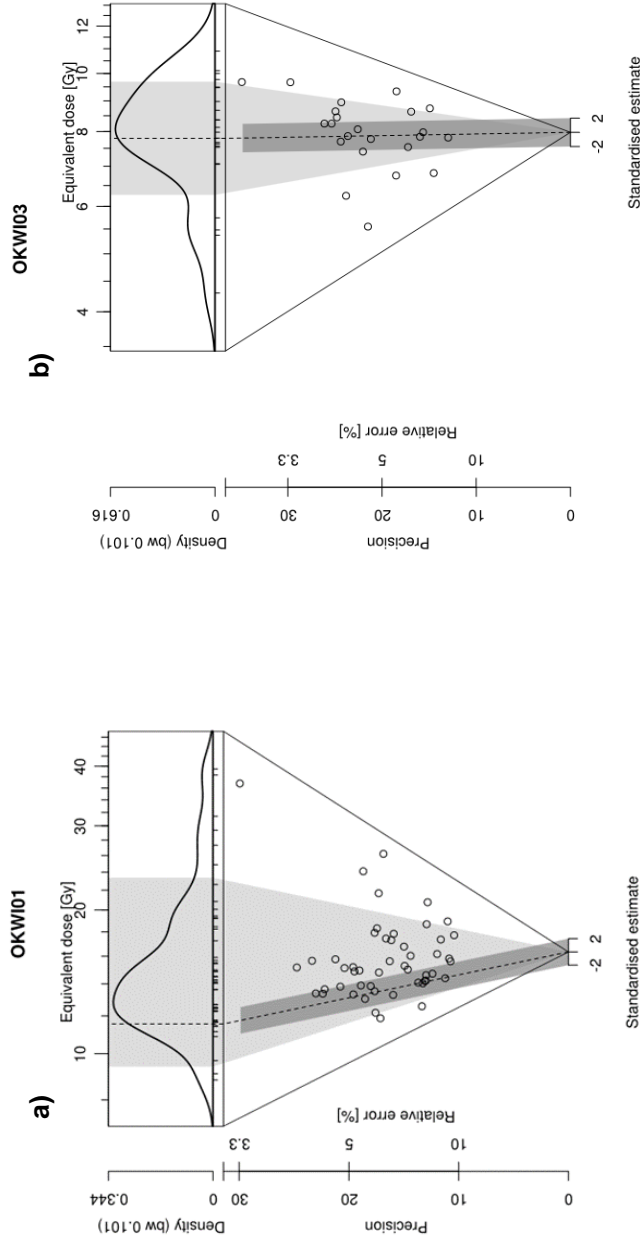 a)
OKWI01
Equivalent dose [Gy]
10
20
30
40
Density (bw 0.101)
0
0.344
Precision
0
10
20
30
Relative error [%]
10
5
3.3
-2
2
Standardised estimate
b)
OKWI03
Equivalent dose [Gy]
4
6
8
10
12
Density (bw 0.101)
0
0.616
Precision
0
10
20
30
Relative error [%]
10
5
3.3
-2
2
Standardised estimate